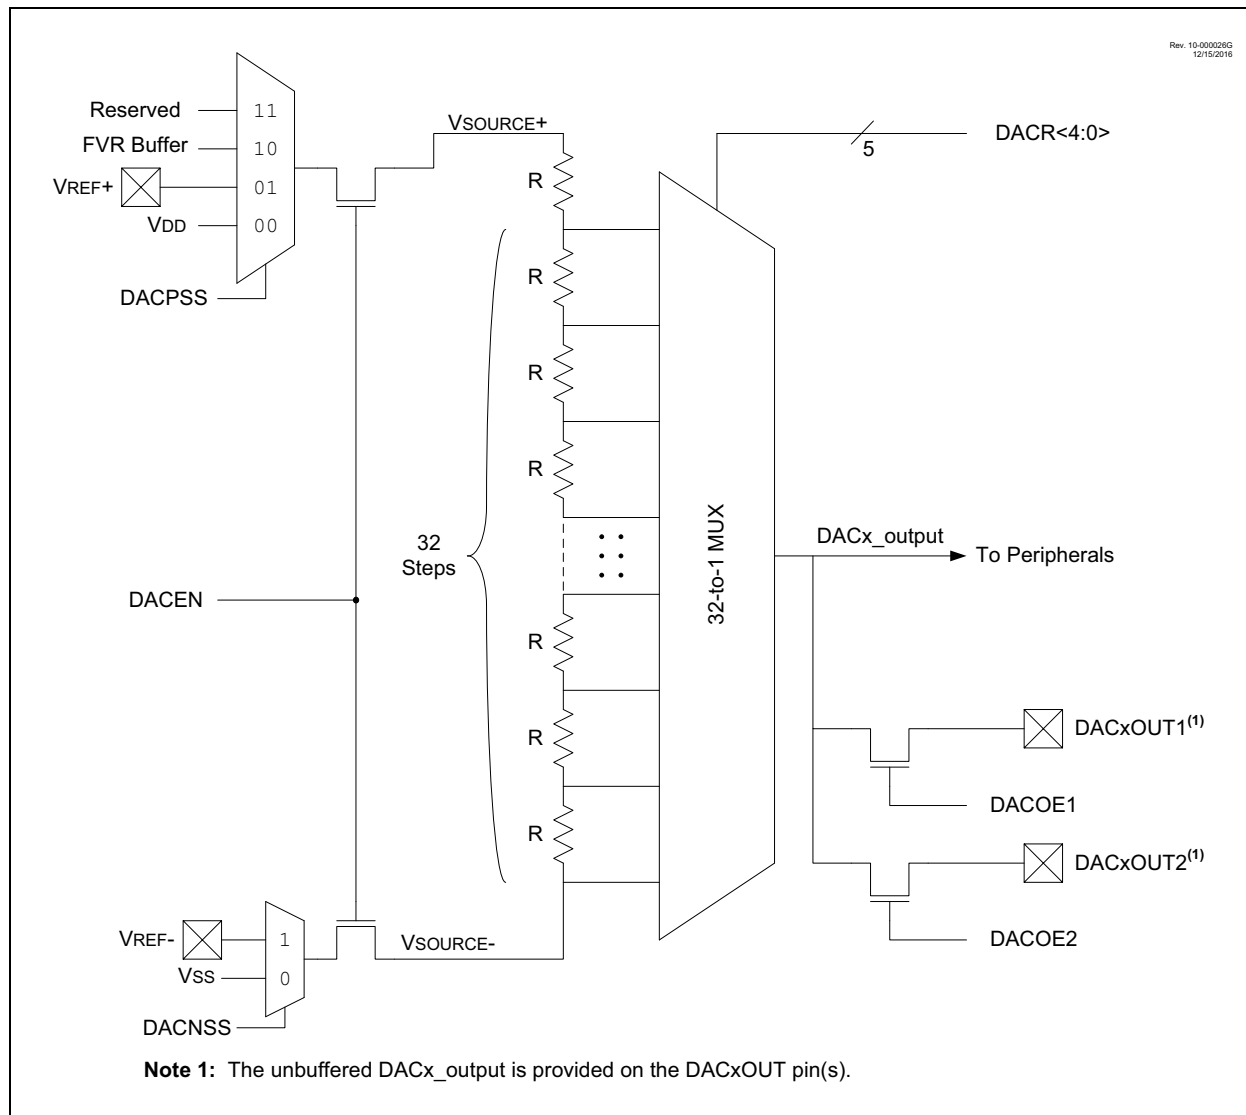 Rev. 10-000026G
12/15/2016
Reserved
11
FVR Buffer
10
VREF+
01
VDD
00
DACPSS
VSOURCE+
DACR<4:0>
5
R
R
R
R
32
Steps
32-to-1 MUX
DACx_output
To Peripherals
DACEN
R
R
R
DACxOUT1(1)
DACOE1
DACxOUT2(1)
DACOE2
VREF-
1
VSS
0
VSOURCE-
DACNSS
Note 1: The unbuffered DACx_output is provided on the DACxOUT pin(s).